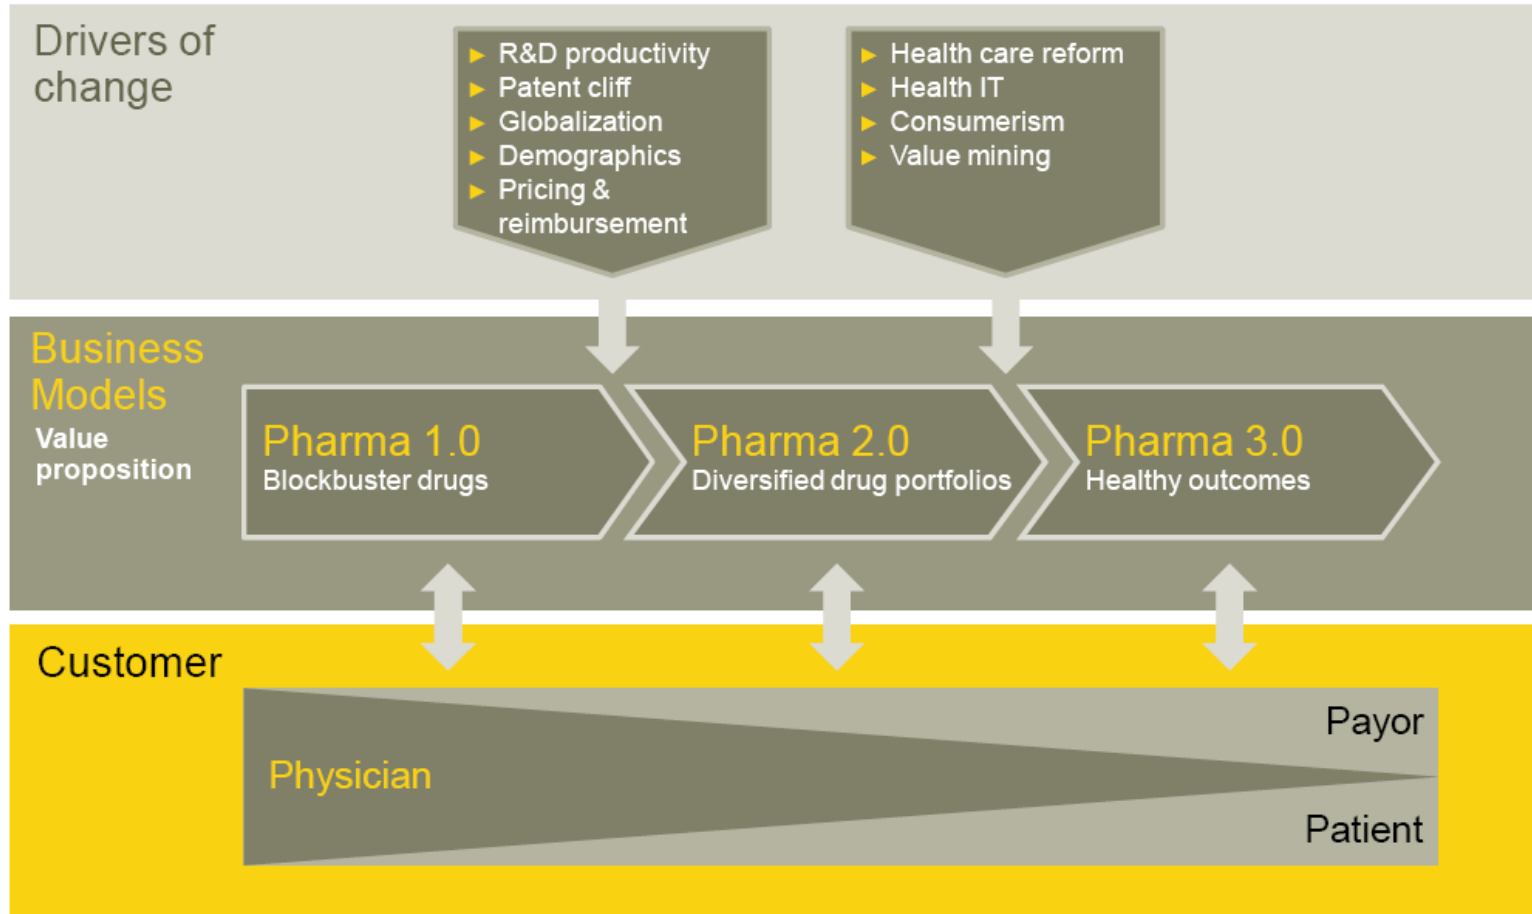 Drivers of
change
► R&D productivity
► Patent cliff
► Globalization
► Demographics
► Pricing &
reimbursement
► Health care reform
► Health IT
► Consumerism
► Value mining
Business
Models
Value
proposition
Pharma 1.0
Blockbuster drugs
Pharma 2.0
Diversified drug portfolios
Pharma 3.0
Healthy outcomes
Customer
Physician
Payor
Patient